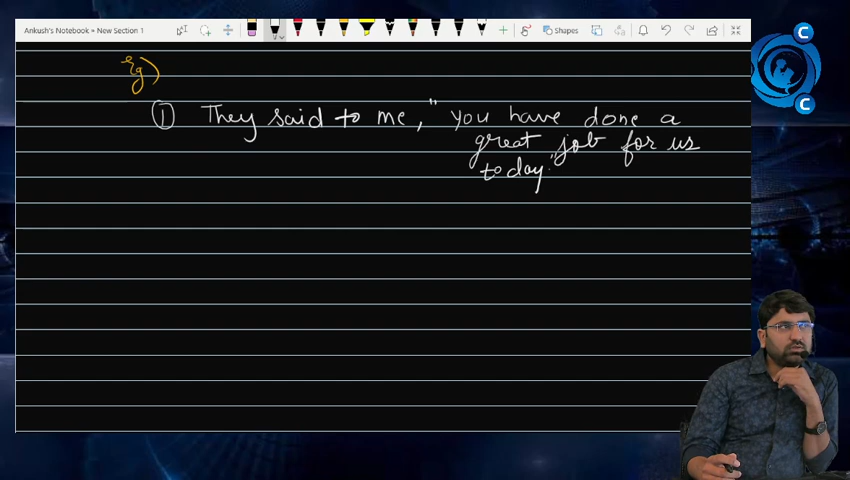 Ankush's Notebook > New Section 1
Shapes
Eg)
① They said to me, "you have done a
great job for us
today."
C
C